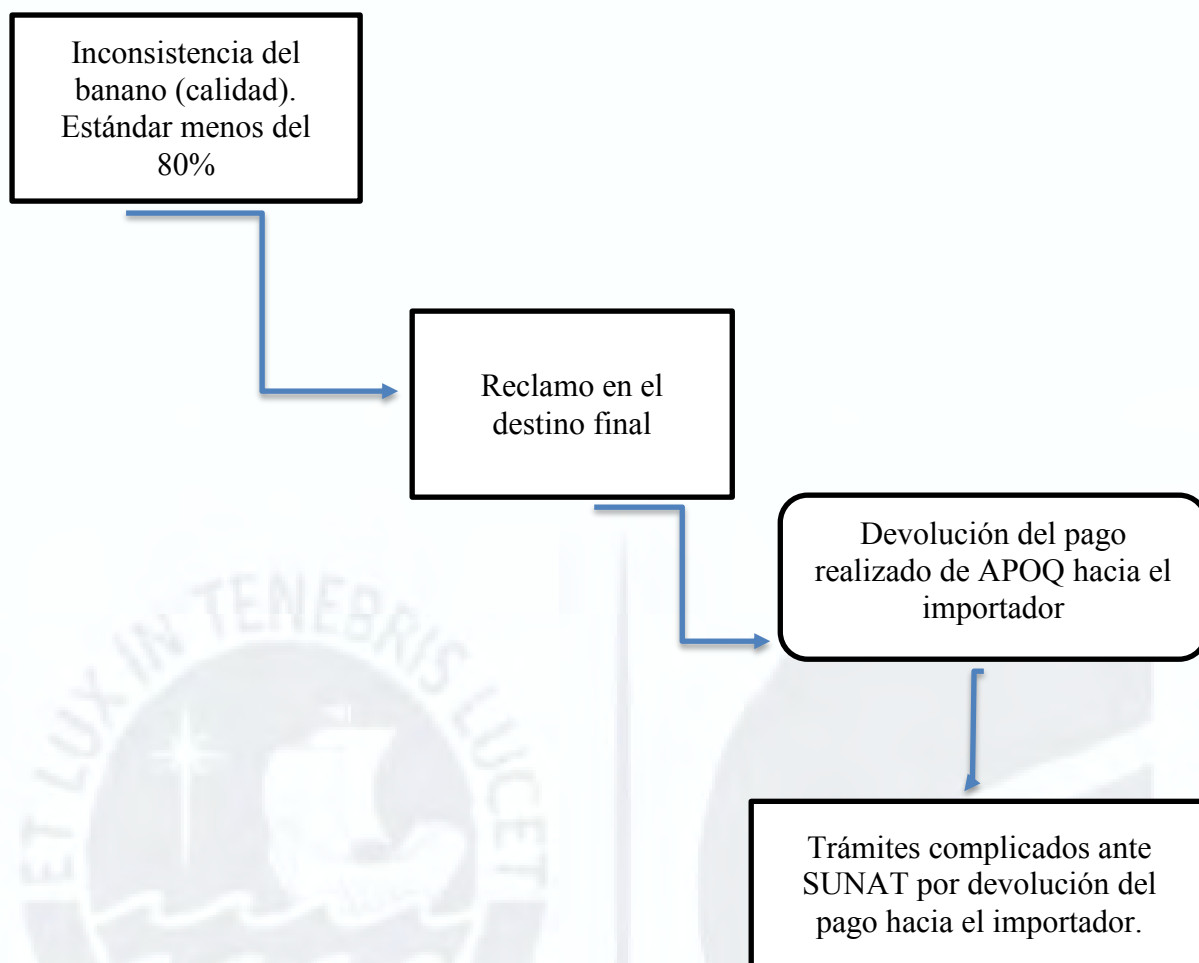 Inconsistencia del
banano (calidad).
Estándar menos del
80%
Reclamo en el
destino final
Devolución del pago
realizado de APOQ hacia el
importador
Trámites complicados ante
SUNAT por devolución del
pago hacia el importador.
ET LUX IN TENEBRIS LUCET